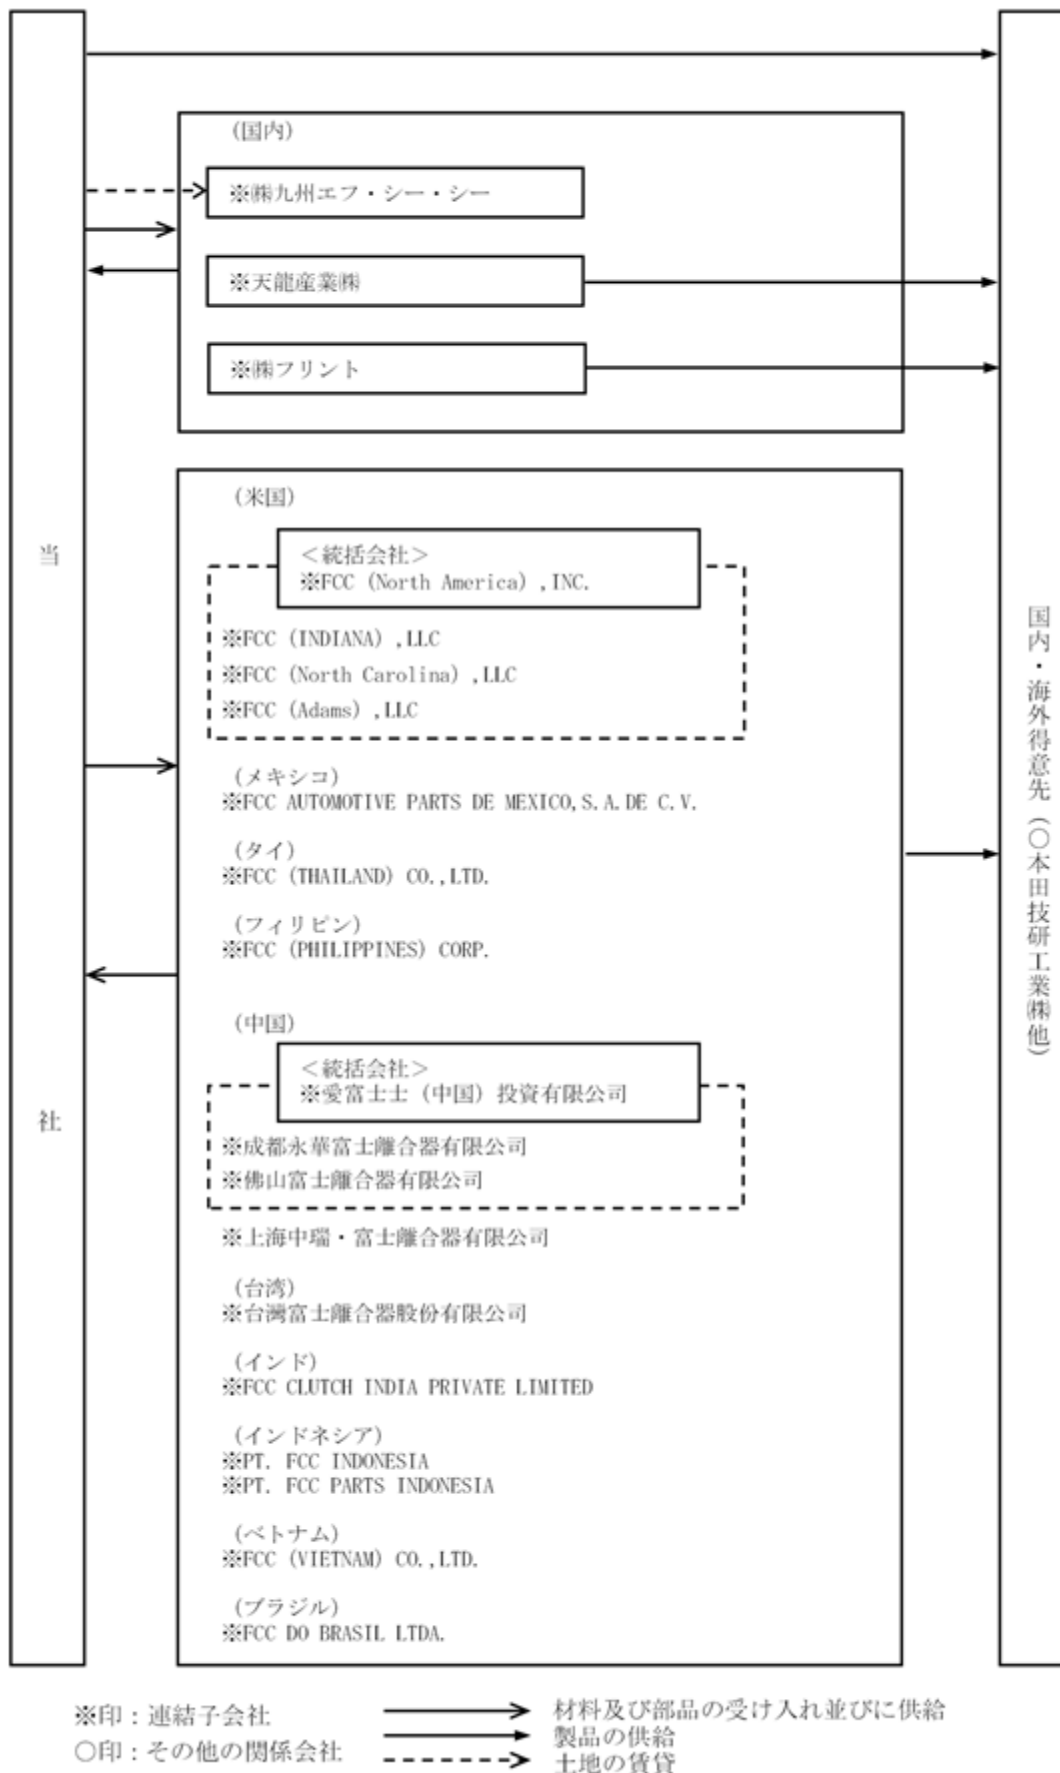 当社
(国内)
※㈱九州エフ・シー・シー
※天龍産業㈱
※㈱フリント
(米国)
＜統括会社＞
※FCC (North America) ,INC.
※FCC (INDIANA) ,LLC
※FCC (North Carolina) ,LLC
※FCC (Adams) ,LLC
(メキシコ)
※FCC AUTOMOTIVE PARTS DE MEXICO,S.A.DE C.V.
(タイ)
※FCC (THAILAND) CO.,LTD.
(フィリピン)
※FCC (PHILIPPINES) CORP.
(中国)
＜統括会社＞
※愛富士士 (中国) 投資有限公司
※成都永華富士離合器有限公司
※佛山富士離合器有限公司
※上海中瑞・富士離合器有限公司
(台湾)
※台灣富士離合器股份有限公司
(インド)
※FCC CLUTCH INDIA PRIVATE LIMITED
(インドネシア)
※PT. FCC INDONESIA
※PT. FCC PARTS INDONESIA
(ベトナム)
※FCC (VIETNAM) CO.,LTD.
(ブラジル)
※FCC DO BRASIL LTDA.
国内・海外得意先 (○本田技研工業㈱他)
※印：連結子会社
○印：その他の関係会社
材料及び部品の受け入れ並びに供給
製品の供給
土地の賃貸